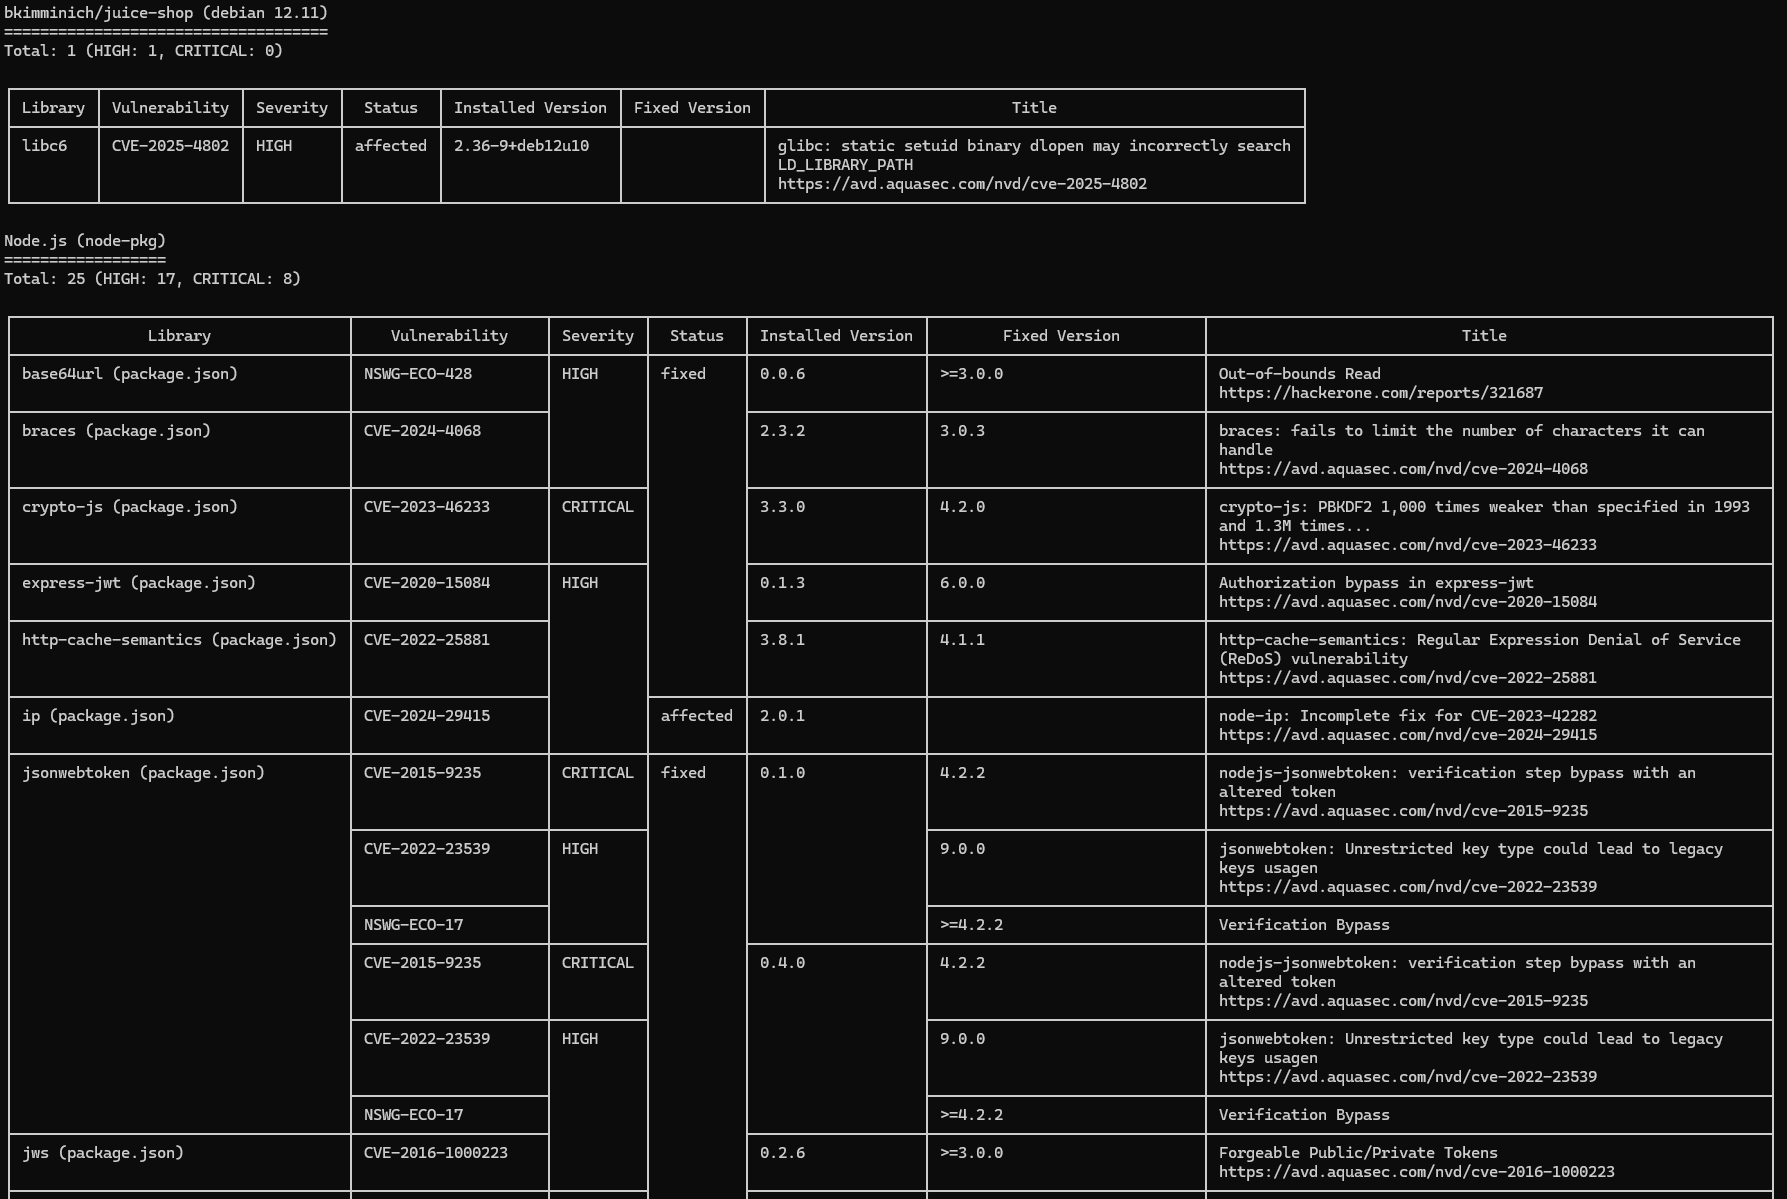 bkimminich/juice-shop (debian 12.11)
====================================
Total: 1 (HIGH: 1, CRITICAL: 0)
Library Vulnerability Severity Status Installed Version Fixed Version Title
libc6 CVE-2025-4802 HIGH affected 2.36-9+deb12u10 glibc: static setuid binary dlopen may incorrectly search
LD_LIBRARY_PATH
https://avd.aquasec.com/nvd/cve-2025-4802
Node.js (node-pkg)
==================
Total: 25 (HIGH: 17, CRITICAL: 8)
Library Vulnerability Severity Status Installed Version Fixed Version Title
base64url (package.json) NSWG-ECO-428 HIGH fixed 0.0.6 >=3.0.0 Out-of-bounds Read
https://hackerone.com/reports/321687
braces (package.json) CVE-2024-4068 2.3.2 3.0.3 braces: fails to limit the number of characters it can
handle
https://avd.aquasec.com/nvd/cve-2024-4068
crypto-js (package.json) CVE-2023-46233 CRITICAL 3.3.0 4.2.0 crypto-js: PBKDF2 1,000 times weaker than specified in 1993
and 1.3M times...
https://avd.aquasec.com/nvd/cve-2023-46233
express-jwt (package.json) CVE-2020-15084 HIGH 0.1.3 6.0.0 Authorization bypass in express-jwt
https://avd.aquasec.com/nvd/cve-2020-15084
http-cache-semantics (package.json) CVE-2022-25881 3.8.1 4.1.1 http-cache-semantics: Regular Expression Denial of Service
(ReDoS) vulnerability
https://avd.aquasec.com/nvd/cve-2022-25881
ip (package.json) CVE-2024-29415 affected 2.0.1 node-ip: Incomplete fix for CVE-2023-42282
https://avd.aquasec.com/nvd/cve-2024-29415
jsonwebtoken (package.json) CVE-2015-9235 CRITICAL fixed 0.1.0 4.2.2 nodejs-jsonwebtoken: verification step bypass with an
altered token
https://avd.aquasec.com/nvd/cve-2015-9235
CVE-2022-23539 HIGH 9.0.0 jsonwebtoken: Unrestricted key type could lead to legacy
keys usagen
https://avd.aquasec.com/nvd/cve-2022-23539
NSWG-ECO-17 >=4.2.2 Verification Bypass
CVE-2015-9235 CRITICAL 0.4.0 4.2.2 nodejs-jsonwebtoken: verification step bypass with an
altered token
https://avd.aquasec.com/nvd/cve-2015-9235
CVE-2022-23539 HIGH 9.0.0 jsonwebtoken: Unrestricted key type could lead to legacy
keys usagen
https://avd.aquasec.com/nvd/cve-2022-23539
NSWG-ECO-17 >=4.2.2 Verification Bypass
jws (package.json) CVE-2016-1000223 0.2.6 >=3.0.0 Forgeable Public/Private Tokens
https://avd.aquasec.com/nvd/cve-2016-1000223